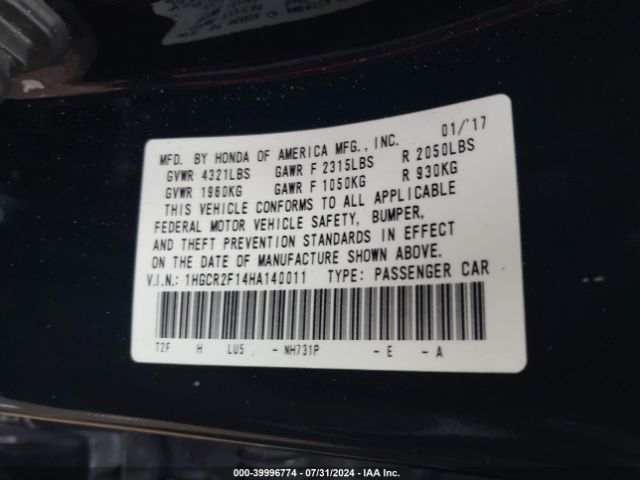 MFD. BY HONDA OF AMERICA MFG., INC. 01/'17
GVWR 4321LBS GAWR F 2315LBS R 2050LBS
GVWR 1960KG GAWR F 1050KG R 930KG
THIS VEHICLE CONFORMS TO ALL APPLICABLE
FEDERAL MOTOR VEHICLE SAFETY, BUMPER,
AND THEFT PREVENTION STANDARDS IN EFFECT
ON THE DATE OF MANUFACTURE SHOWN ABOVE.
V.I.N.: 1HGCR2F14HA140011 TYPE: PASSENGER CAR
T2F H LU5 - NH731P - E - A
000-39996774 - 07/31/2024 - IAA Inc.